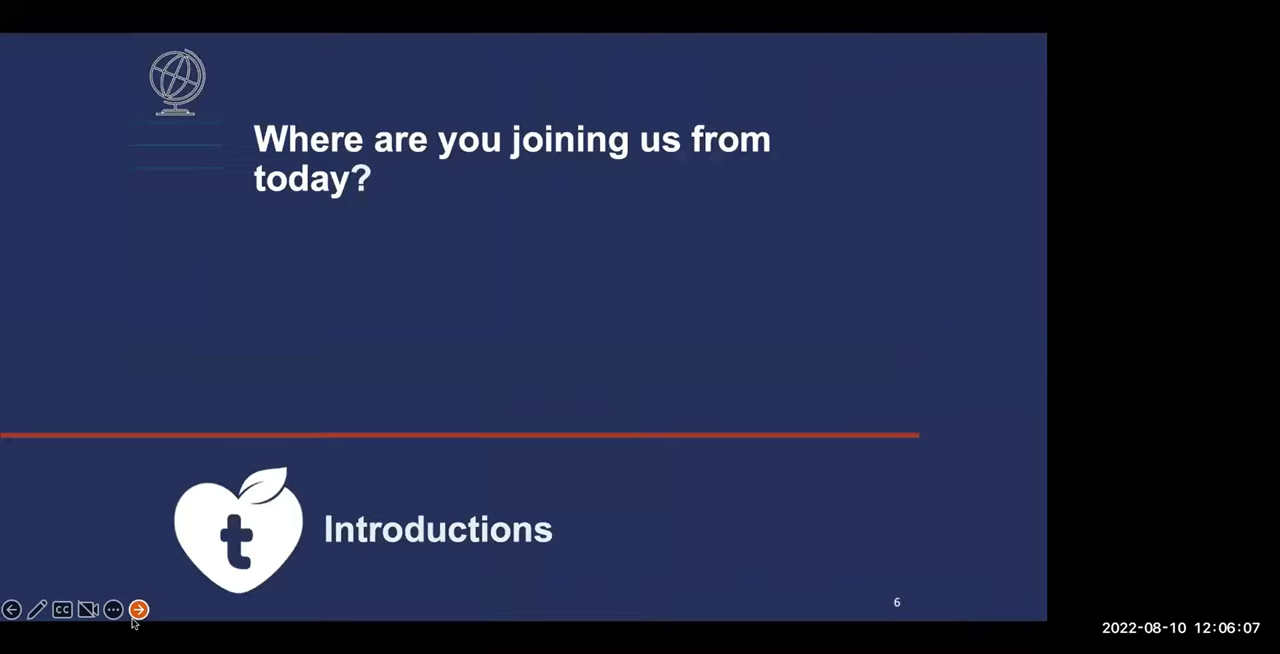 Where are you joining us from
today?
t
Introductions
CC
6
2022-08-10 12:06:07